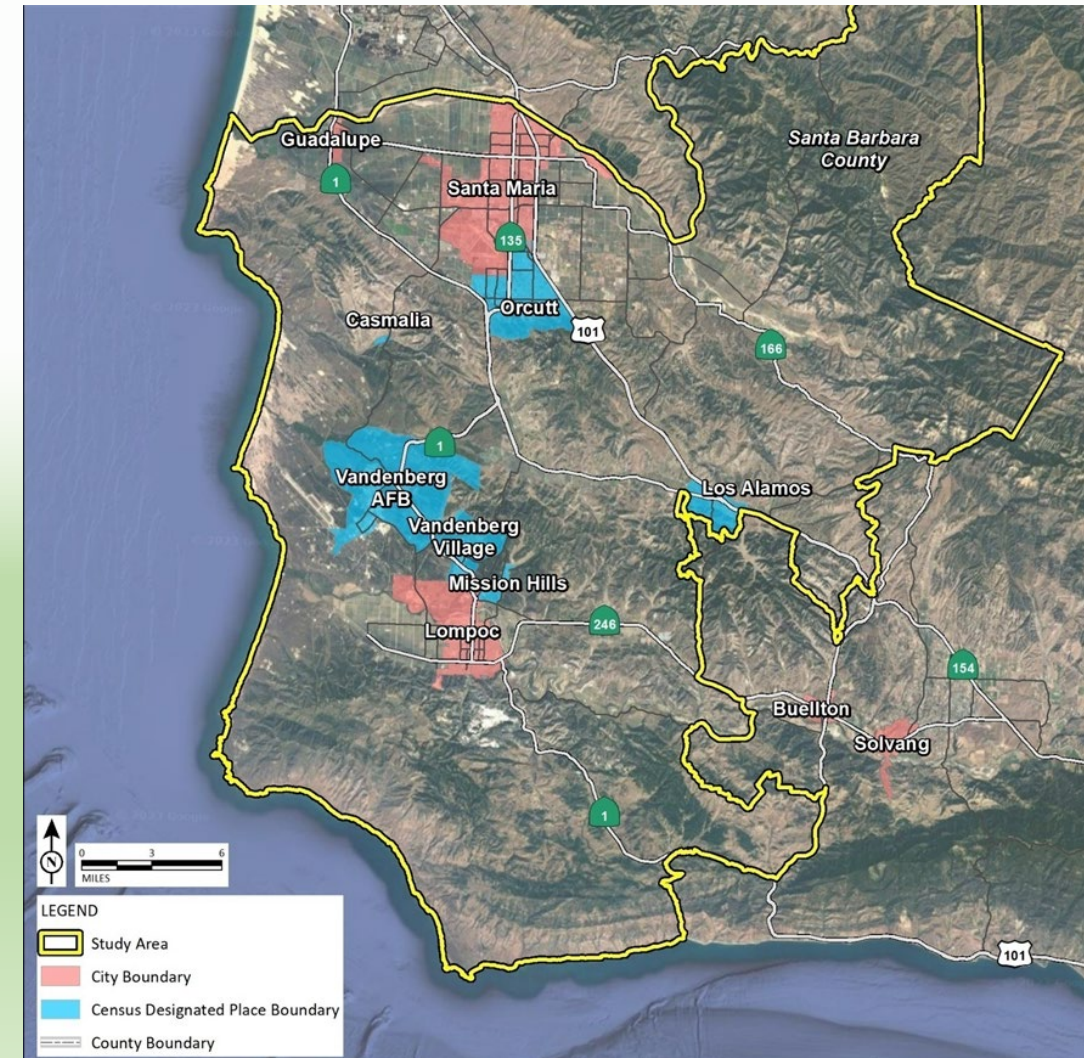 Guadalupe
1
Santa Maria
135
Santa Barbara
County
Casmalia
Orcutt
101
166
1
Vandenberg
AFB
Los Alamos
Vandenberg
Village
Mission Hills
246
Lompoc
154
Buellton
Solvang
1
101
N
0 3 6
MILES
LEGEND
Study Area
City Boundary
Census Designated Place Boundary
County Boundary